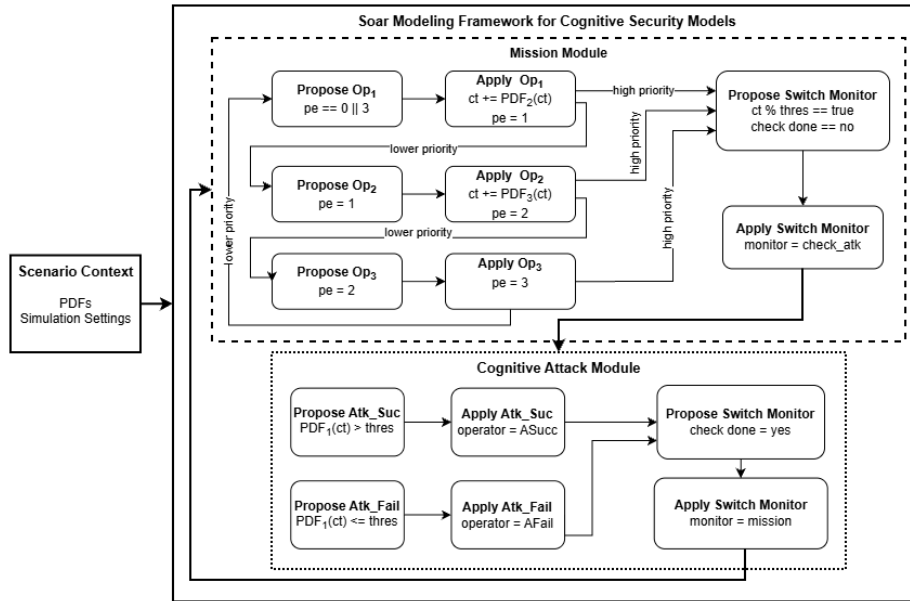 Soar Modeling Framework for Cognitive Security Models
Mission Module
Propose Op₁
pe == 0 || 3
Apply Op₁
ct += PDF₂(ct)
pe = 1
high priority
Propose Switch Monitor
ct % thres == true
check done == no
lower priority
high priority
Propose Op₂
pe = 1
Apply Op₂
ct += PDF₃(ct)
pe = 2
high priority
lower priority
lower priority
Apply Switch Monitor
monitor = check_atk
Propose Op₃
pe = 2
Apply Op₃
pe = 3
Scenario Context
PDFs
Simulation Settings
Cognitive Attack Module
Propose Atk_Suc
PDF₁(ct) > thres
Apply Atk_Suc
operator = ASucc
Propose Switch Monitor
check done = yes
Propose Atk_Fail
PDF₁(ct) <= thres
Apply Atk_Fail
operator = AFail
Apply Switch Monitor
monitor = mission